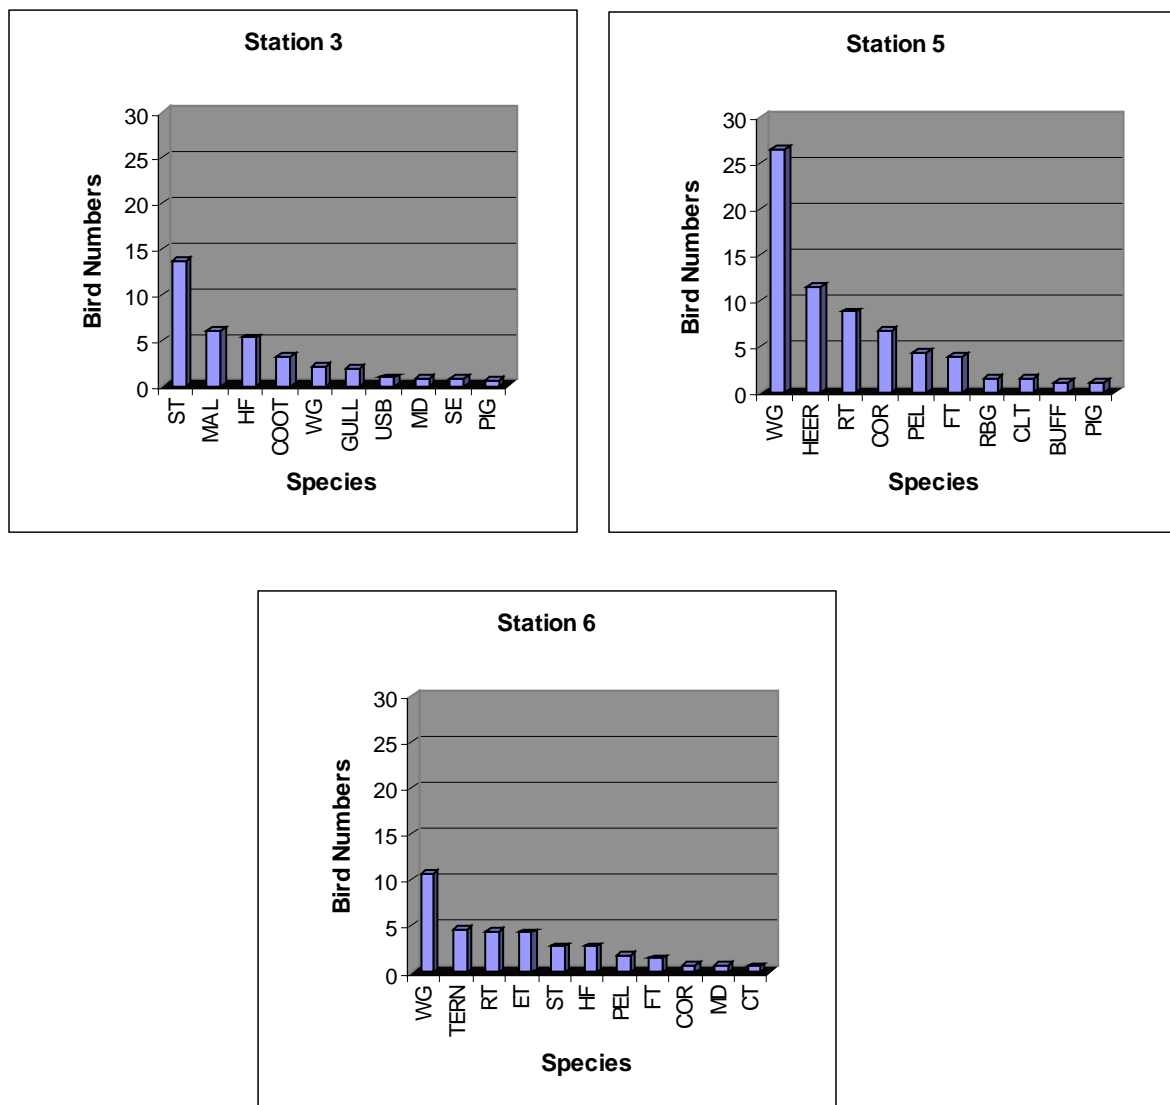 Station 3
30
25
20
15
10
5
0
Bird Numbers
ST MAL HF COOT WG GULL USB MD SE PIG
Species
Station 5
30
25
20
15
10
5
0
Bird Numbers
WG HEER RT COR PEL FT RBG CLT BUFF PIG
Species
Station 6
30
25
20
15
10
5
0
Bird Numbers
WG TERN RT ET ST HF PEL FT COR MD CT
Species